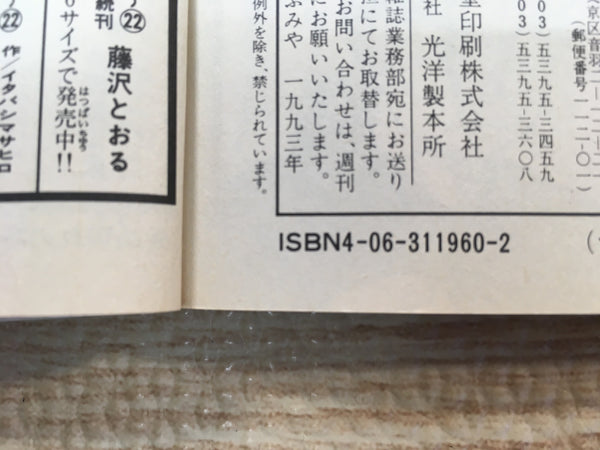 京区音羽二
(郵便番号 一一二-〇一)
03)五三九五-三四五九
03)五三九五-三六〇八
印刷株式会社
社 光洋製本所
雑誌業務部宛にお送り
にてお取替します。
お問い合わせは、週刊
にお願いいたします。
ふみや 一九九三年
例外を除き、禁じられています。
ISBN4-06-311960-2
㉒ 藤沢とおる
続刊
6サイズで発売中!!
はつばいちゅう
㉒ 作/イタバシマサヒロ